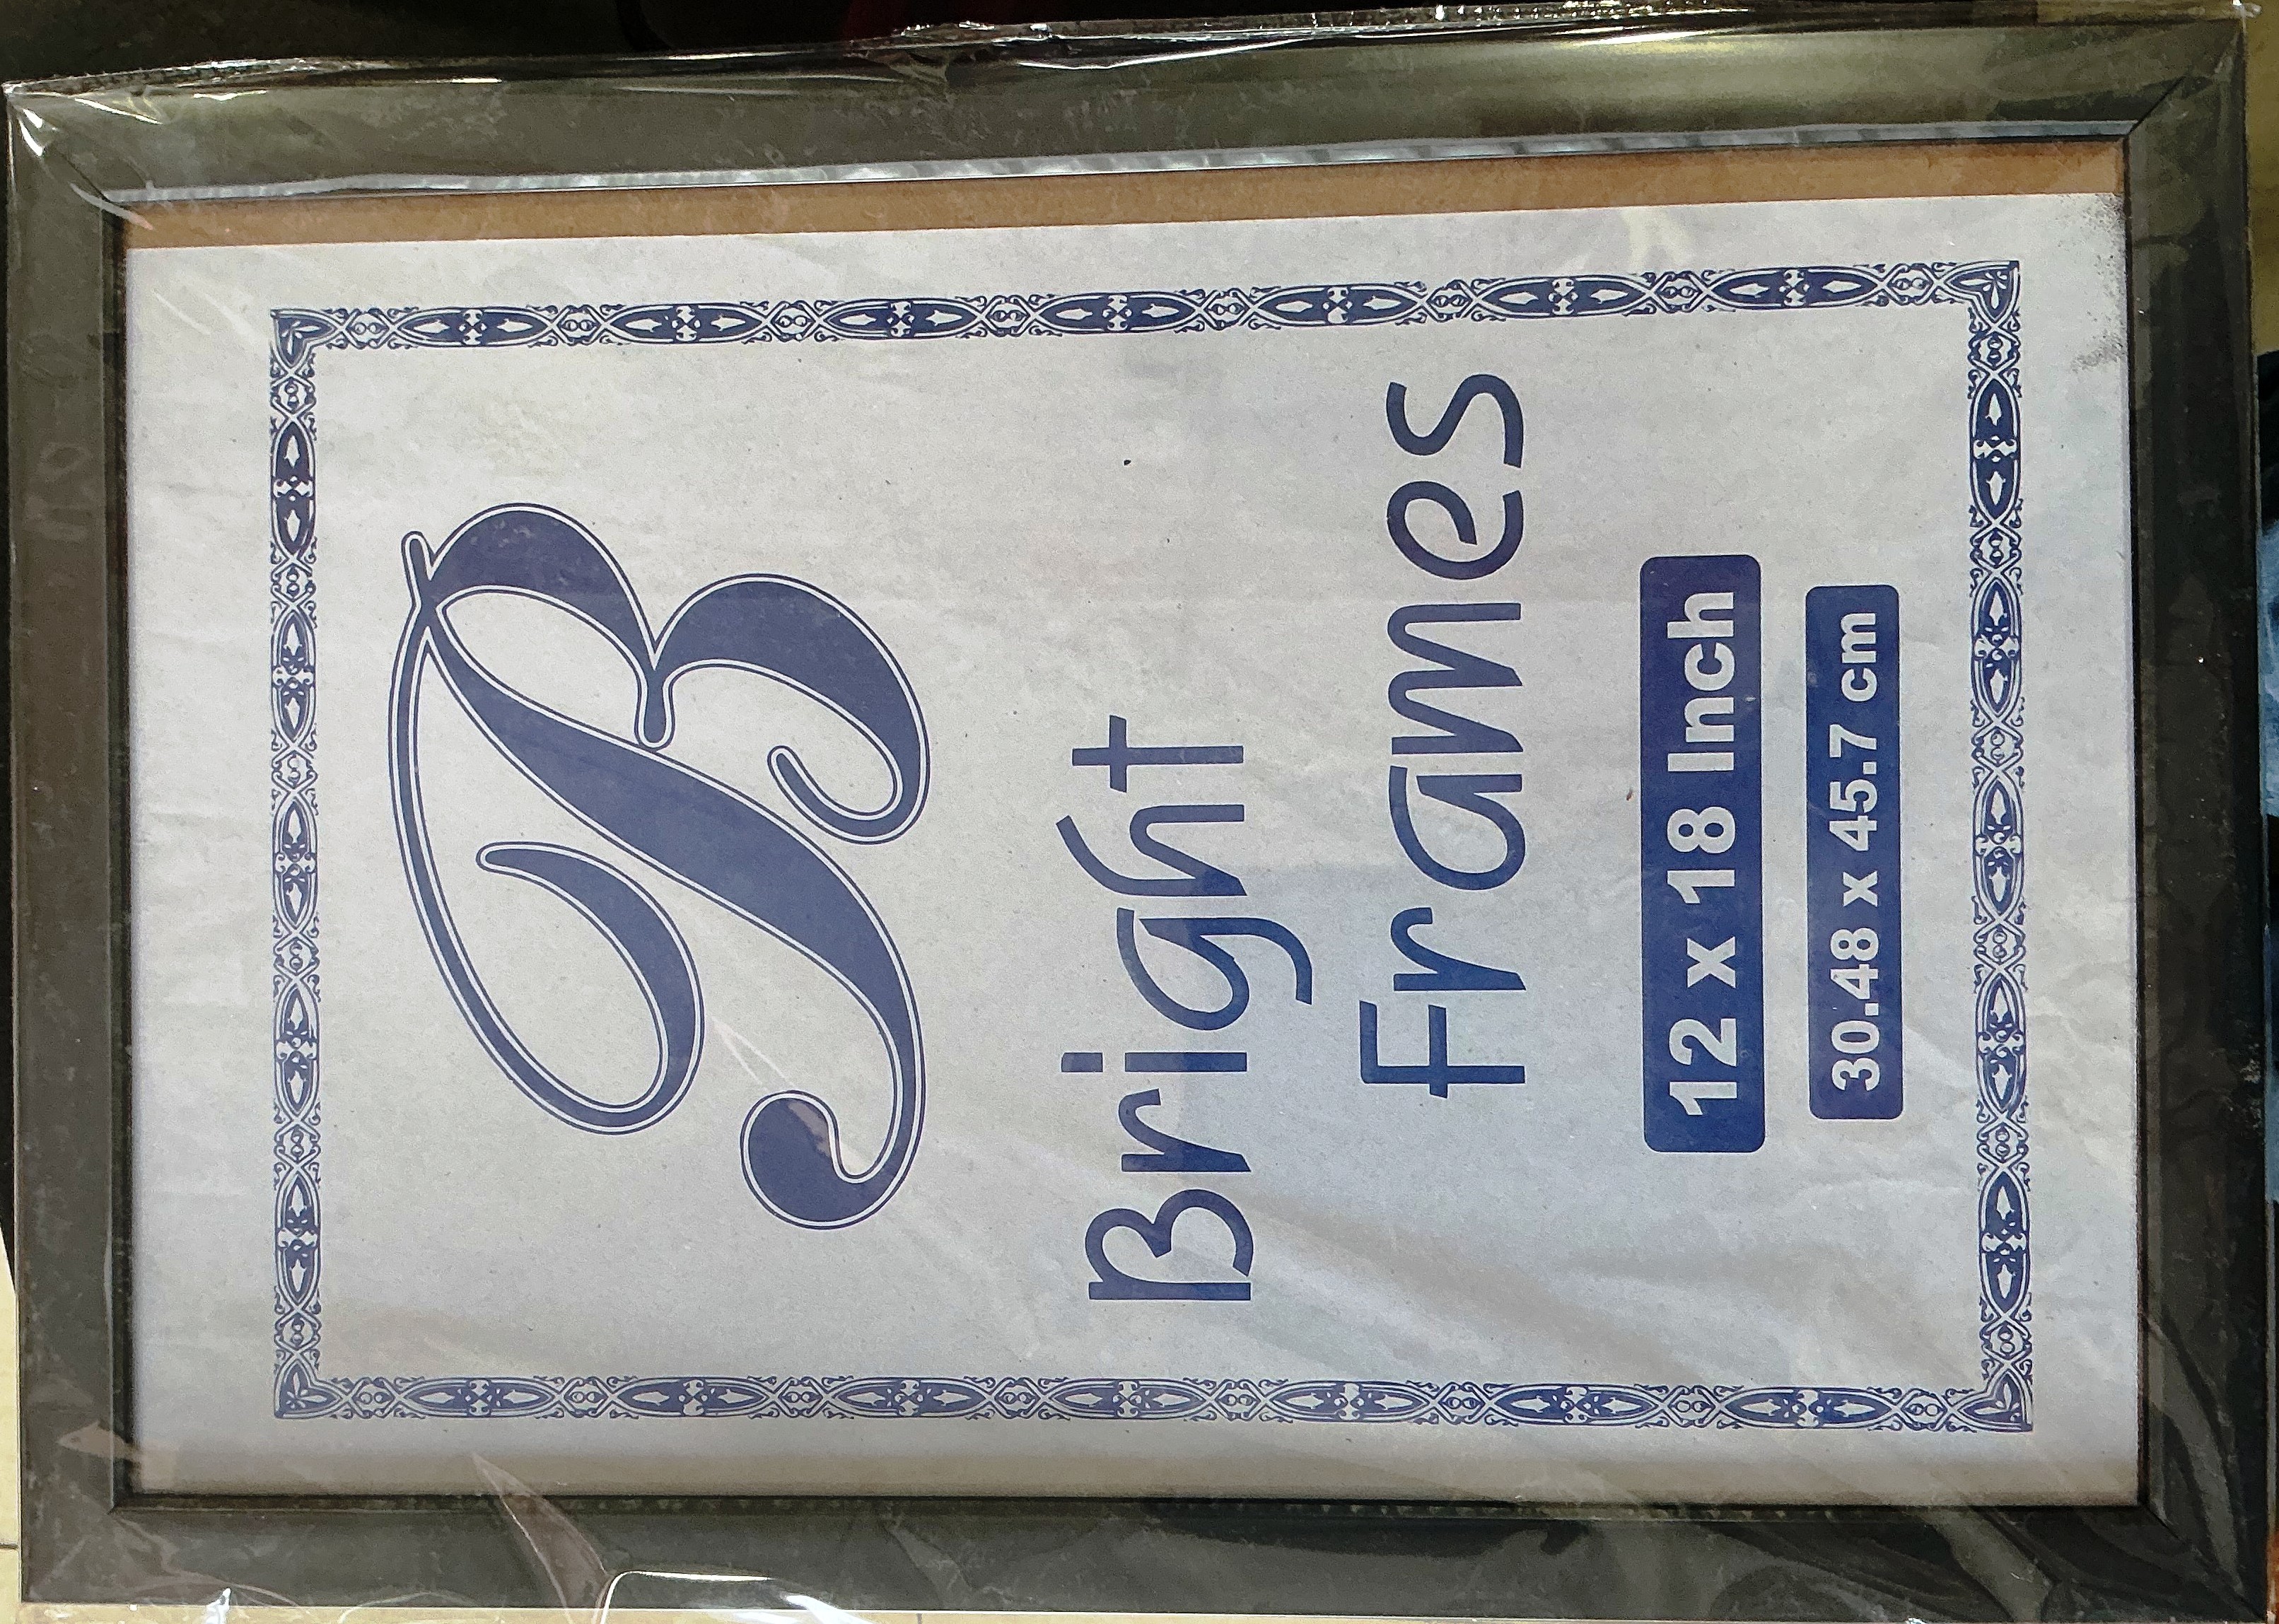 B
Bright
Frames
12 x 18 Inch
30.48 x 45.7 cm